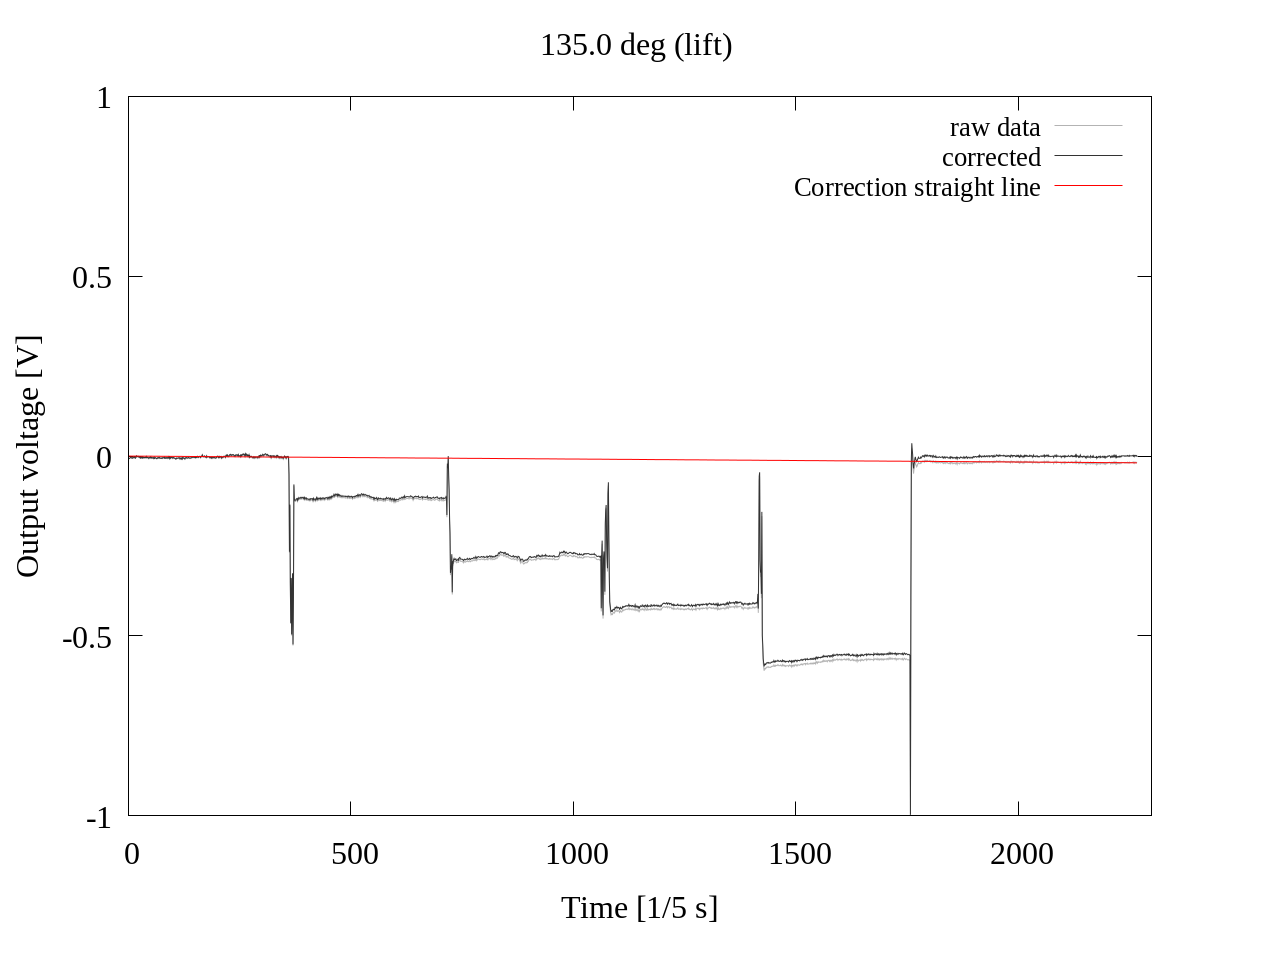 135.0 deg (lift)
1
raw data
corrected
Correction straight line
0.5
0
-0.5
-1
Output voltage [V]
0 500 1000 1500 2000
Time [1/5 s]